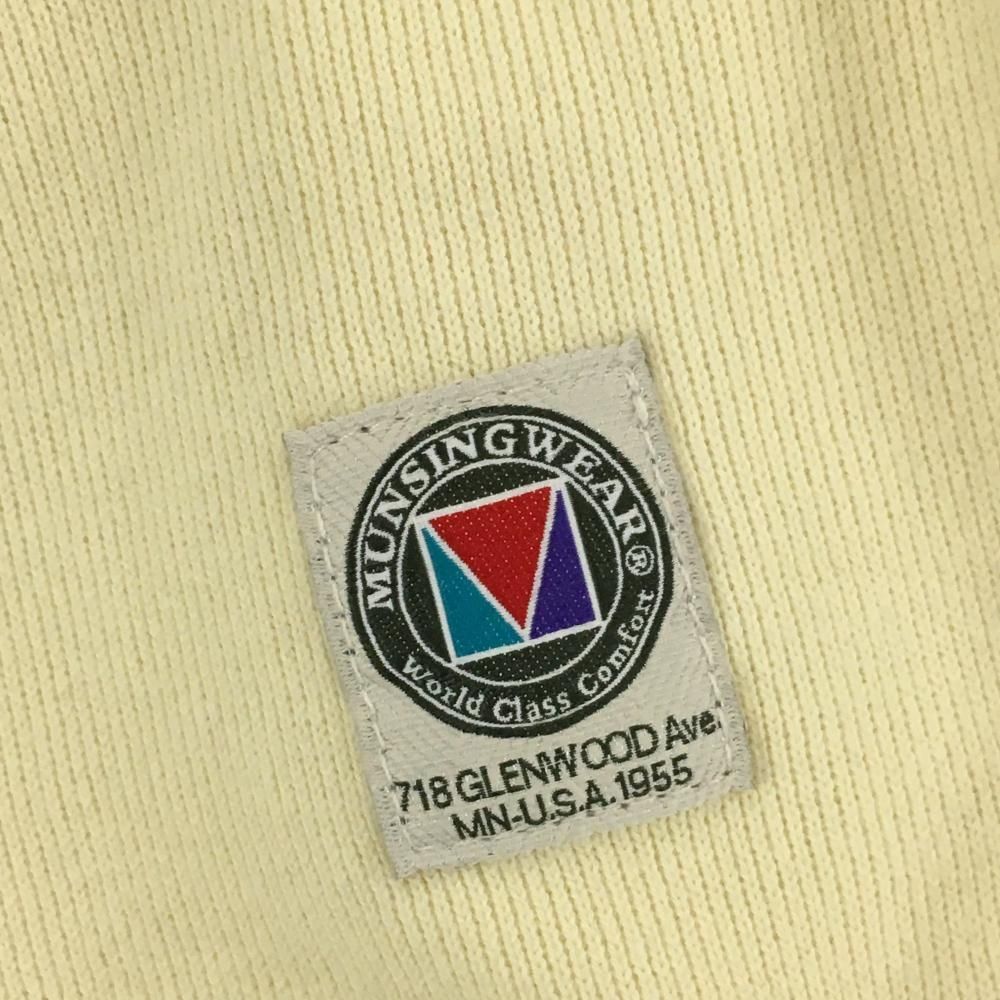 MUNSINGWEAR®
World Class Comfort
718 GLENWOOD Ave.
MN-U.S.A.1955